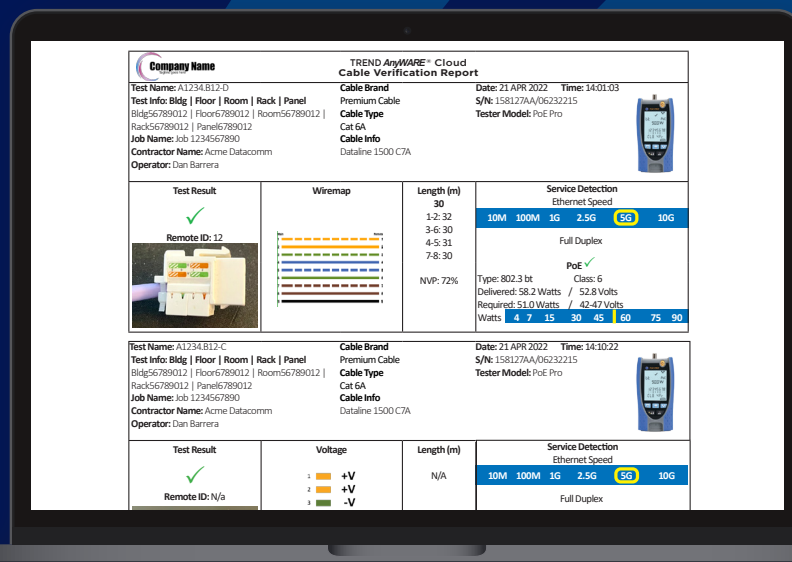 Company Name
TREND AnyWARE® Cloud
Cable Verification Report
Test Name: A1234.B12-D
Test Info: Bldg | Floor | Room | Rack | Panel
Bldg56789012 | Floor6789012 | Room56789012 |
Rack56789012 | Panel6789012
Job Name: Job 1234567890
Contractor Name: Acme Datacomm
Operator: Dan Barrera
Cable Brand
Premium Cable
Cable Type
Cat 6A
Cable Info
Dataline 1500 C7A
Date: 21 APR 2022 Time: 14:01:03
S/N: 158127AA/06232215
Tester Model: PoE Pro
Test Result
Remote ID: 12
Wiremap
Length (m)
30
1-2: 32
3-6: 30
4-5: 31
7-8: 30
NVP: 72%
Service Detection
Ethernet Speed
10M 100M 1G 2.5G 5G 10G
Full Duplex
PoE
Type: 802.3 bt Class: 6
Delivered: 58.2 Watts / 52.8 Volts
Required: 51.0 Watts / 42-47 Volts
Watts 4 7 15 30 45 60 75 90
Test Name: A1234.B12-C
Test Info: Bldg | Floor | Room | Rack | Panel
Bldg56789012 | Floor6789012 | Room56789012 |
Rack56789012 | Panel6789012
Job Name: Job 1234567890
Contractor Name: Acme Datacomm
Operator: Dan Barrera
Cable Brand
Premium Cable
Cable Type
Cat 6A
Cable Info
Dataline 1500 C7A
Date: 21 APR 2022 Time: 14:10:22
S/N: 158127AA/06232215
Tester Model: PoE Pro
Test Result
Remote ID: N/a
Voltage
1 +V
2 +V
3 -V
Length (m)
N/A
Service Detection
Ethernet Speed
10M 100M 1G 2.5G 5G 10G
Full Duplex